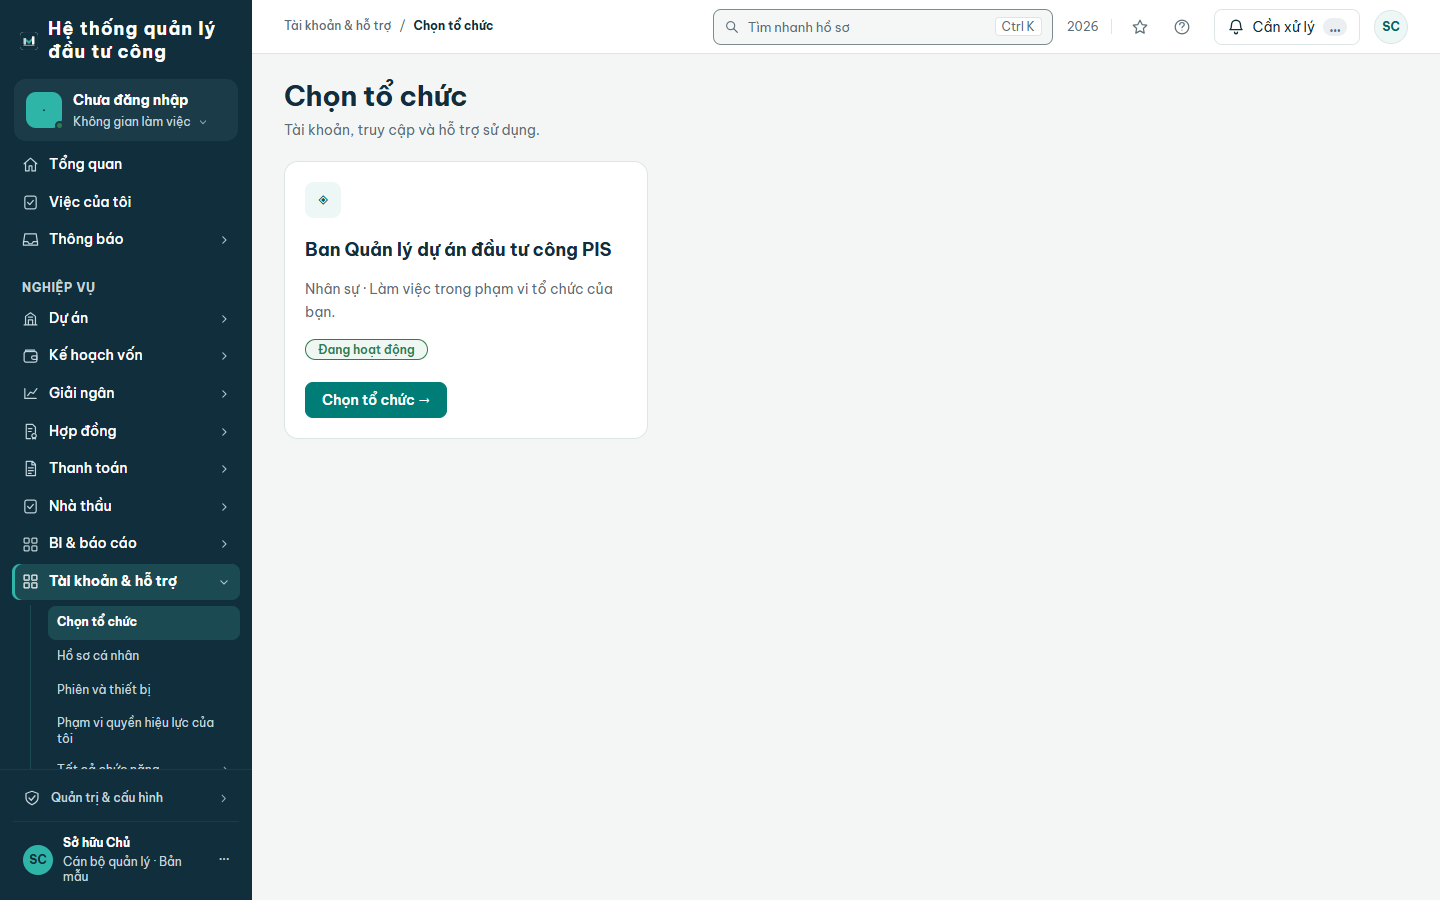 Hệ thống quản lý
đầu tư công
Chưa đăng nhập
Không gian làm việc
Tổng quan
Việc của tôi
Thông báo
NGHIỆP VỤ
Dự án
Kế hoạch vốn
Giải ngân
Hợp đồng
Thanh toán
Nhà thầu
BI & báo cáo
Tài khoản & hỗ trợ
Chọn tổ chức
Hồ sơ cá nhân
Phiên và thiết bị
Phạm vi quyền hiệu lực của
tôi
Tất cả chức năng
Quản trị & cấu hình
SC
Sở hữu Chủ
Cán bộ quản lý · Bản
mẫu
Tài khoản & hỗ trợ / Chọn tổ chức
Tìm nhanh hồ sơ
Ctrl K
2026
Cần xử lý
...
SC
Chọn tổ chức
Tài khoản, truy cập và hỗ trợ sử dụng.
Ban Quản lý dự án đầu tư công PIS
Nhân sự · Làm việc trong phạm vi tổ chức của
bạn.
Đang hoạt động
Chọn tổ chức →